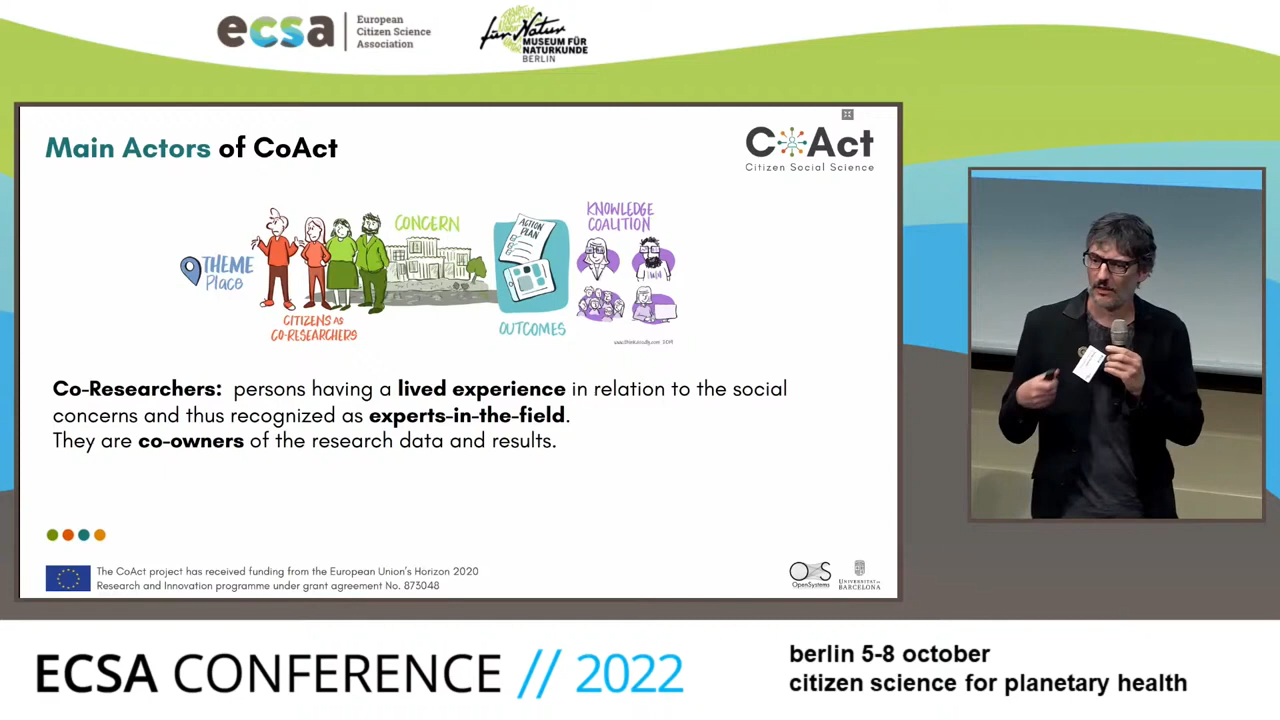 ecsa
European
Citizen Science
Association
für Natur
MUSEUM FÜR
NATURKUNDE
BERLIN
Main Actors of CoAct
CoAct
Citizen Social Science
THEME
Place
CITIZENS AS
CO-RESEARCHERS
CONCERN
ACTION
PLAN
OUTCOMES
KNOWLEDGE
COALITION
Co-Researchers: persons having a lived experience in relation to the social
concerns and thus recognized as experts-in-the-field.
They are co-owners of the research data and results.
The CoAct project has received funding from the European Union's Horizon 2020
Research and Innovation programme under grant agreement No. 873048
OpenSystems
UNIVERSITAT DE
BARCELONA
ECSA CONFERENCE // 2022
berlin 5-8 october
citizen science for planetary health